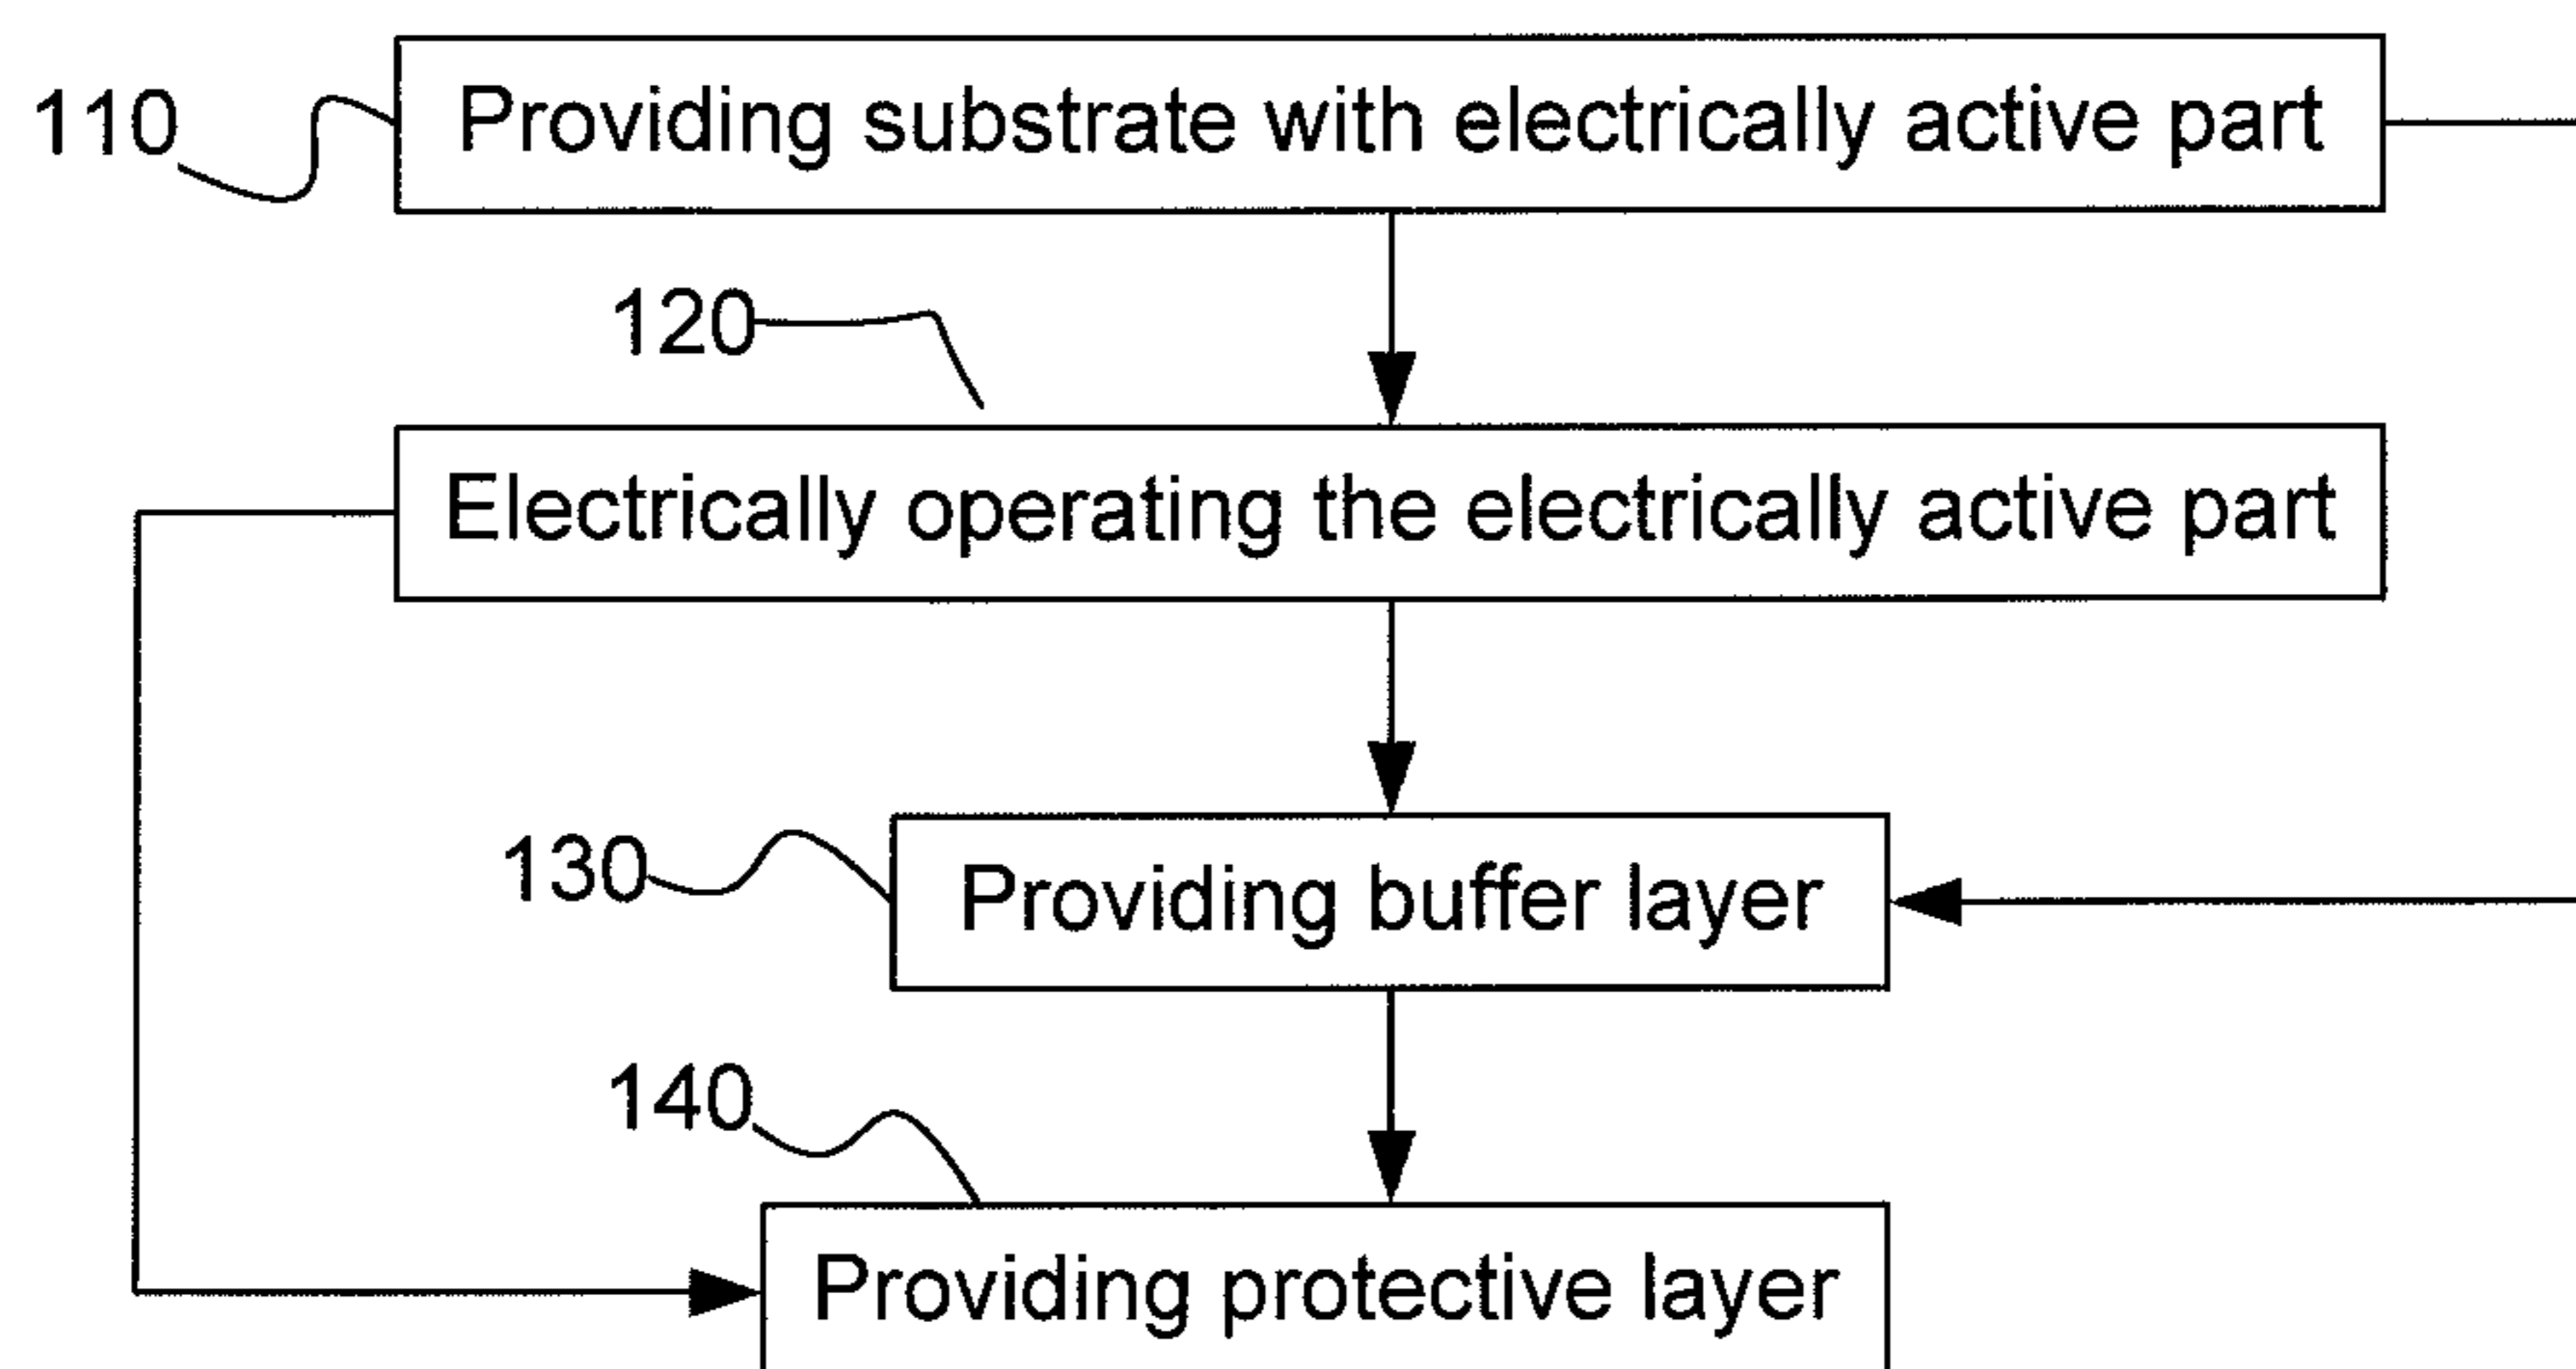 110
Providing substrate with electrically active part
120
Electrically operating the electrically active part
130
Providing buffer layer
140
Providing protective layer